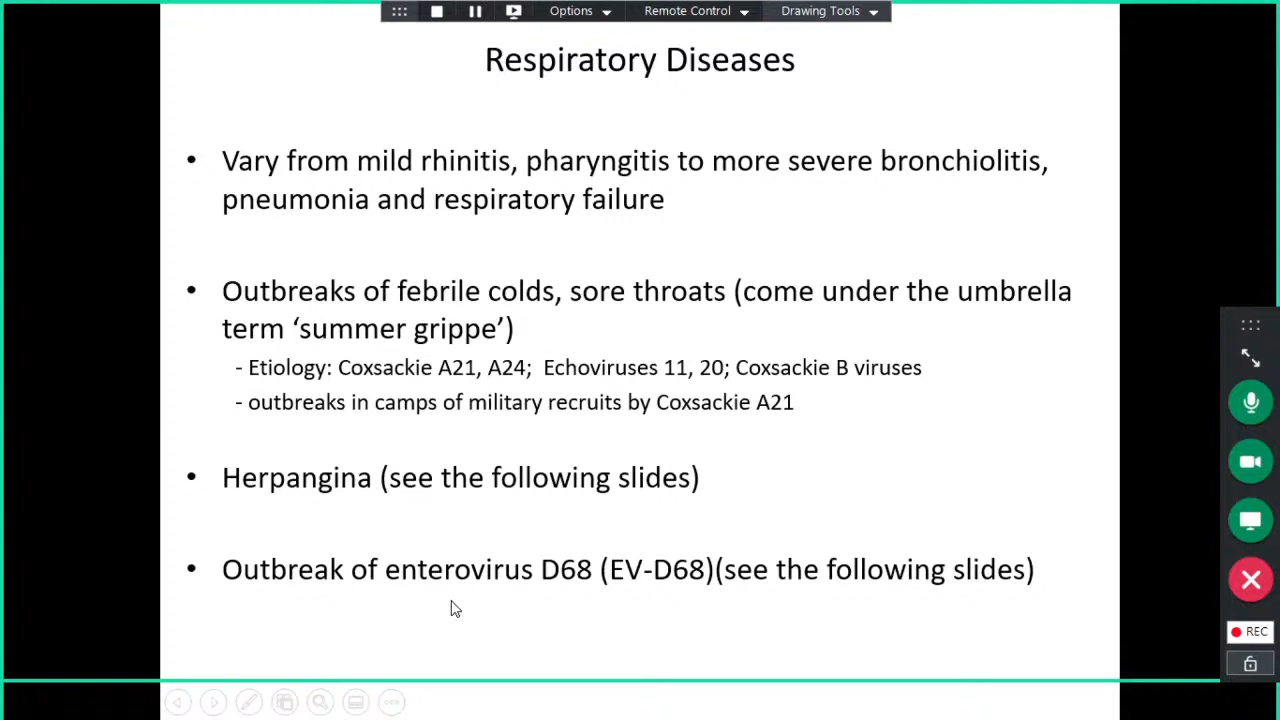 Options
Remote Control
Drawing Tools
Respiratory Diseases
• Vary from mild rhinitis, pharyngitis to more severe bronchiolitis,
pneumonia and respiratory failure
• Outbreaks of febrile colds, sore throats (come under the umbrella
term ‘summer grippe’)
- Etiology: Coxsackie A21, A24;  Echoviruses 11, 20; Coxsackie B viruses
- outbreaks in camps of military recruits by Coxsackie A21
• Herpangina (see the following slides)
• Outbreak of enterovirus D68 (EV-D68)(see the following slides)
REC